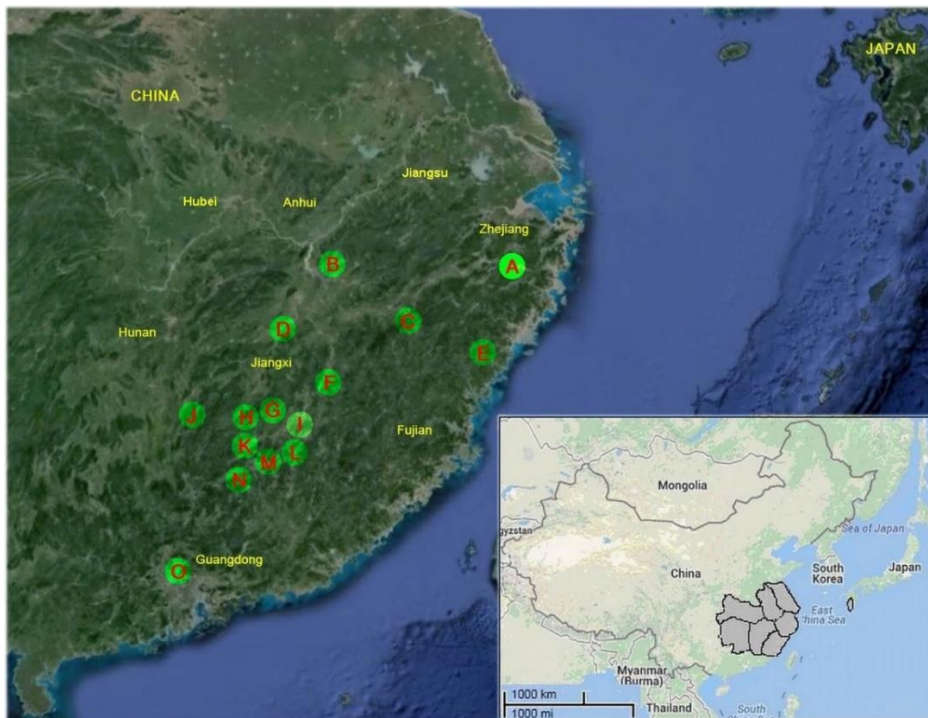 JAPAN
CHINA
Jiangsu
Hubei
Anhui
Zhejiang
B
A
C
D
Hunan
E
Jiangxi
F
J
H
G
I
Fujian
K
L
M
N
Guangdong
O
Mongolia
gyzstan
Sea of Japan
South
Korea
Japan
China
East
China Sea
Myanmar
(Burma)
1000 km
Thailand
South
1000 mi